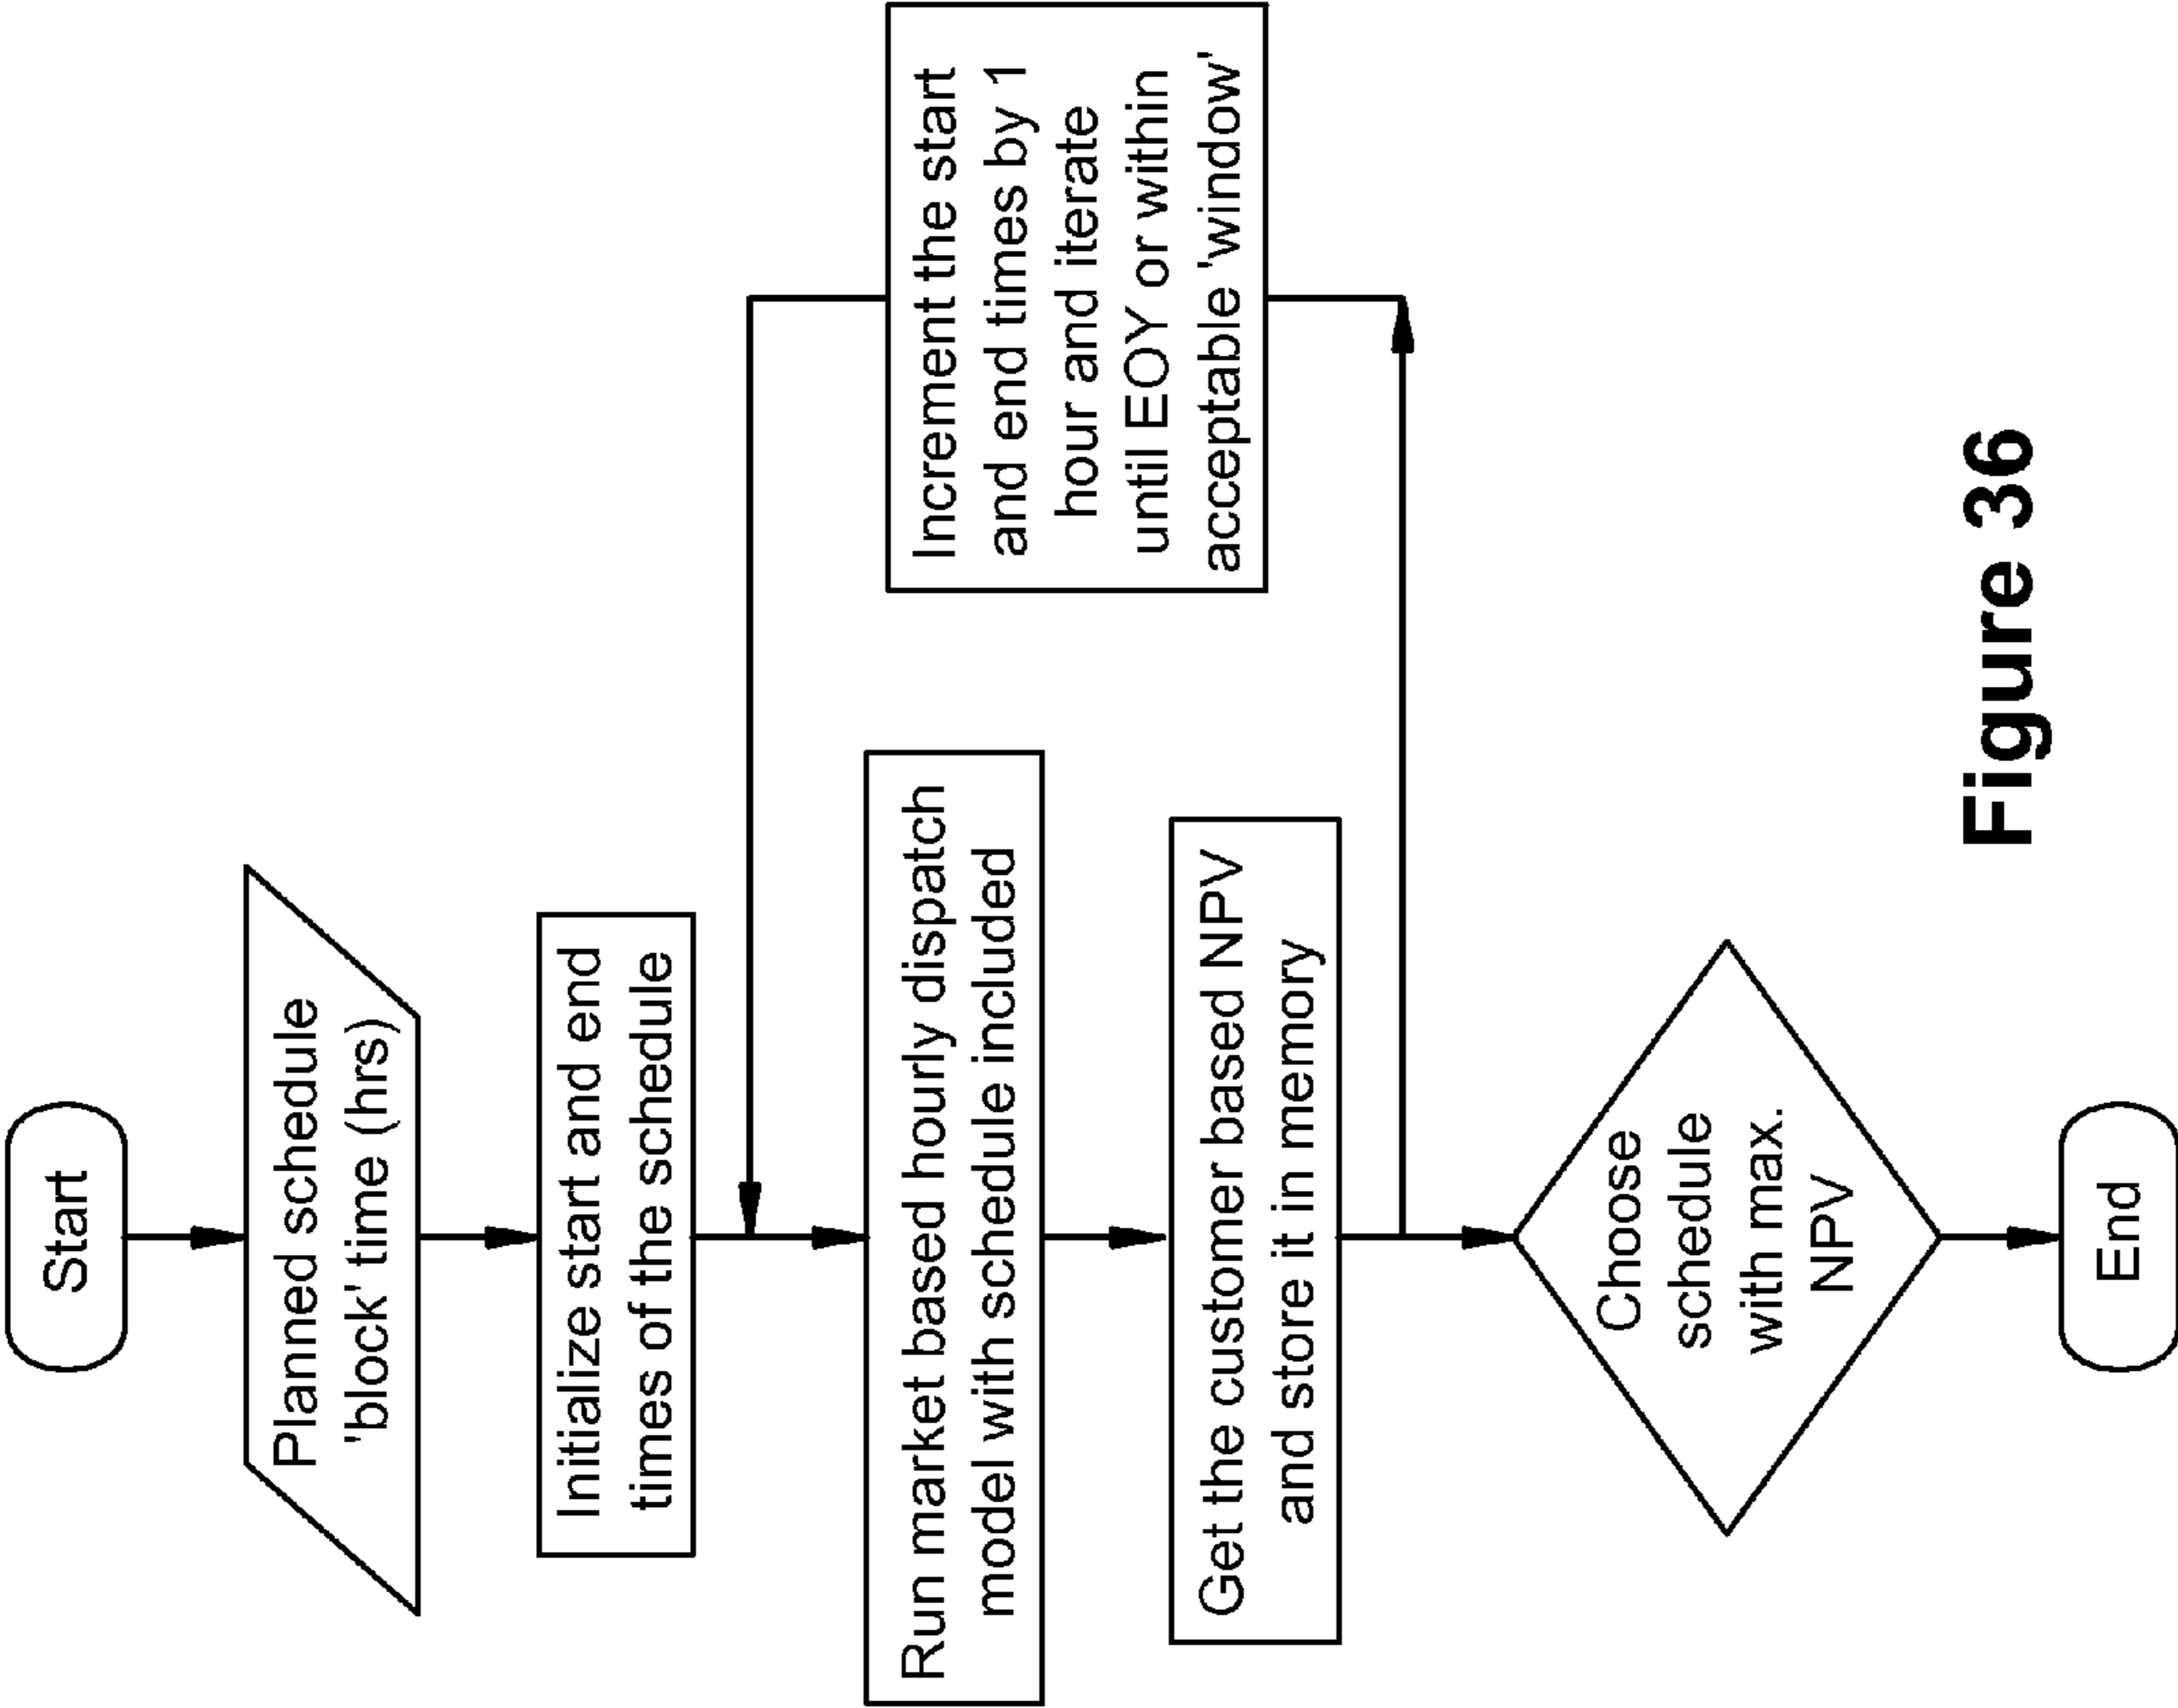 Start
Planned schedule
'block' time (hrs)
Initialize start and end
times of the schedule
Run market based hourly dispatch
model with schedule included
Get the customer based NPV
and store it in memory
Increment the start
and end times by 1
hour and iterate
until EOY or within
acceptable 'window'
Choose
schedule
with max.
NPV
End
Figure 36